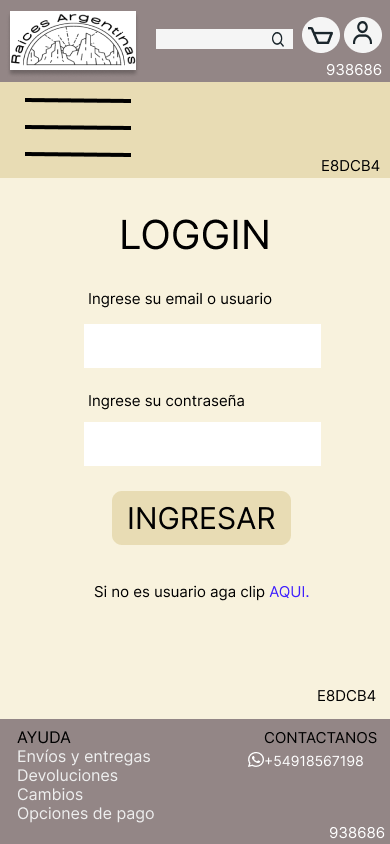 Raices Argentinas
938686
E8DCB4
LOGGIN
Ingrese su email o usuario
Ingrese su contraseña
INGRESAR
Si no es usuario aga clip AQUI.
E8DCB4
AYUDA
Envíos y entregas
Devoluciones
Cambios
Opciones de pago
CONTACTANOS
+54918567198
938686